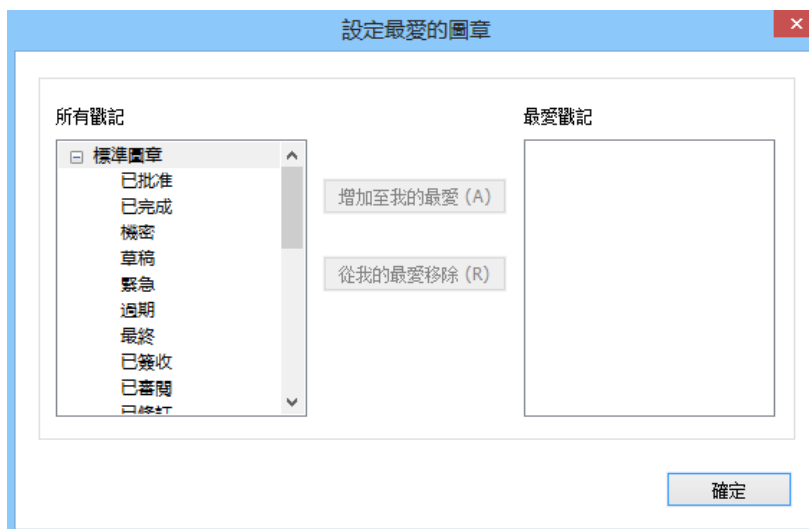 設定最愛的圖章
所有戳記
最愛戳記
標準圖章
已批准
已完成
機密
草稿
緊急
過期
最終
已簽收
已審閱
已修訂
增加至我的最愛 (A)
從我的最愛移除 (R)
確定